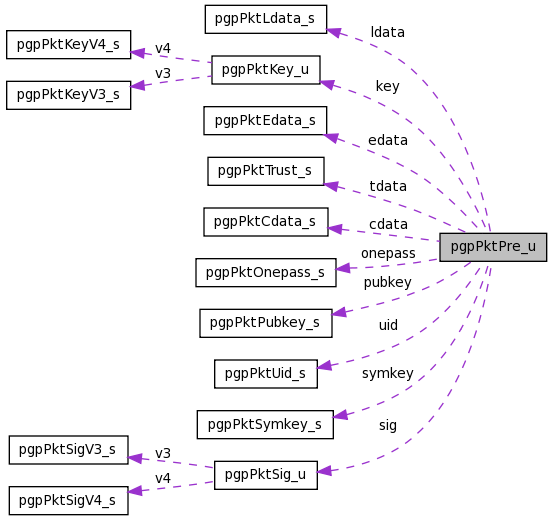 pgpPktLdata_s
ldata
pgpPktKeyV4_s
v4
pgpPktKey_u
v3
key
pgpPktKeyV3_s
pgpPktEdata_s
edata
pgpPktTrust_s
tdata
pgpPktCdata_s
cdata
pgpPktPre_u
onepass
pgpPktOnepass_s
pubkey
pgpPktPubkey_s
uid
pgpPktUid_s
symkey
pgpPktSymkey_s
sig
pgpPktSigV3_s
v3
pgpPktSig_u
v4
pgpPktSigV4_s